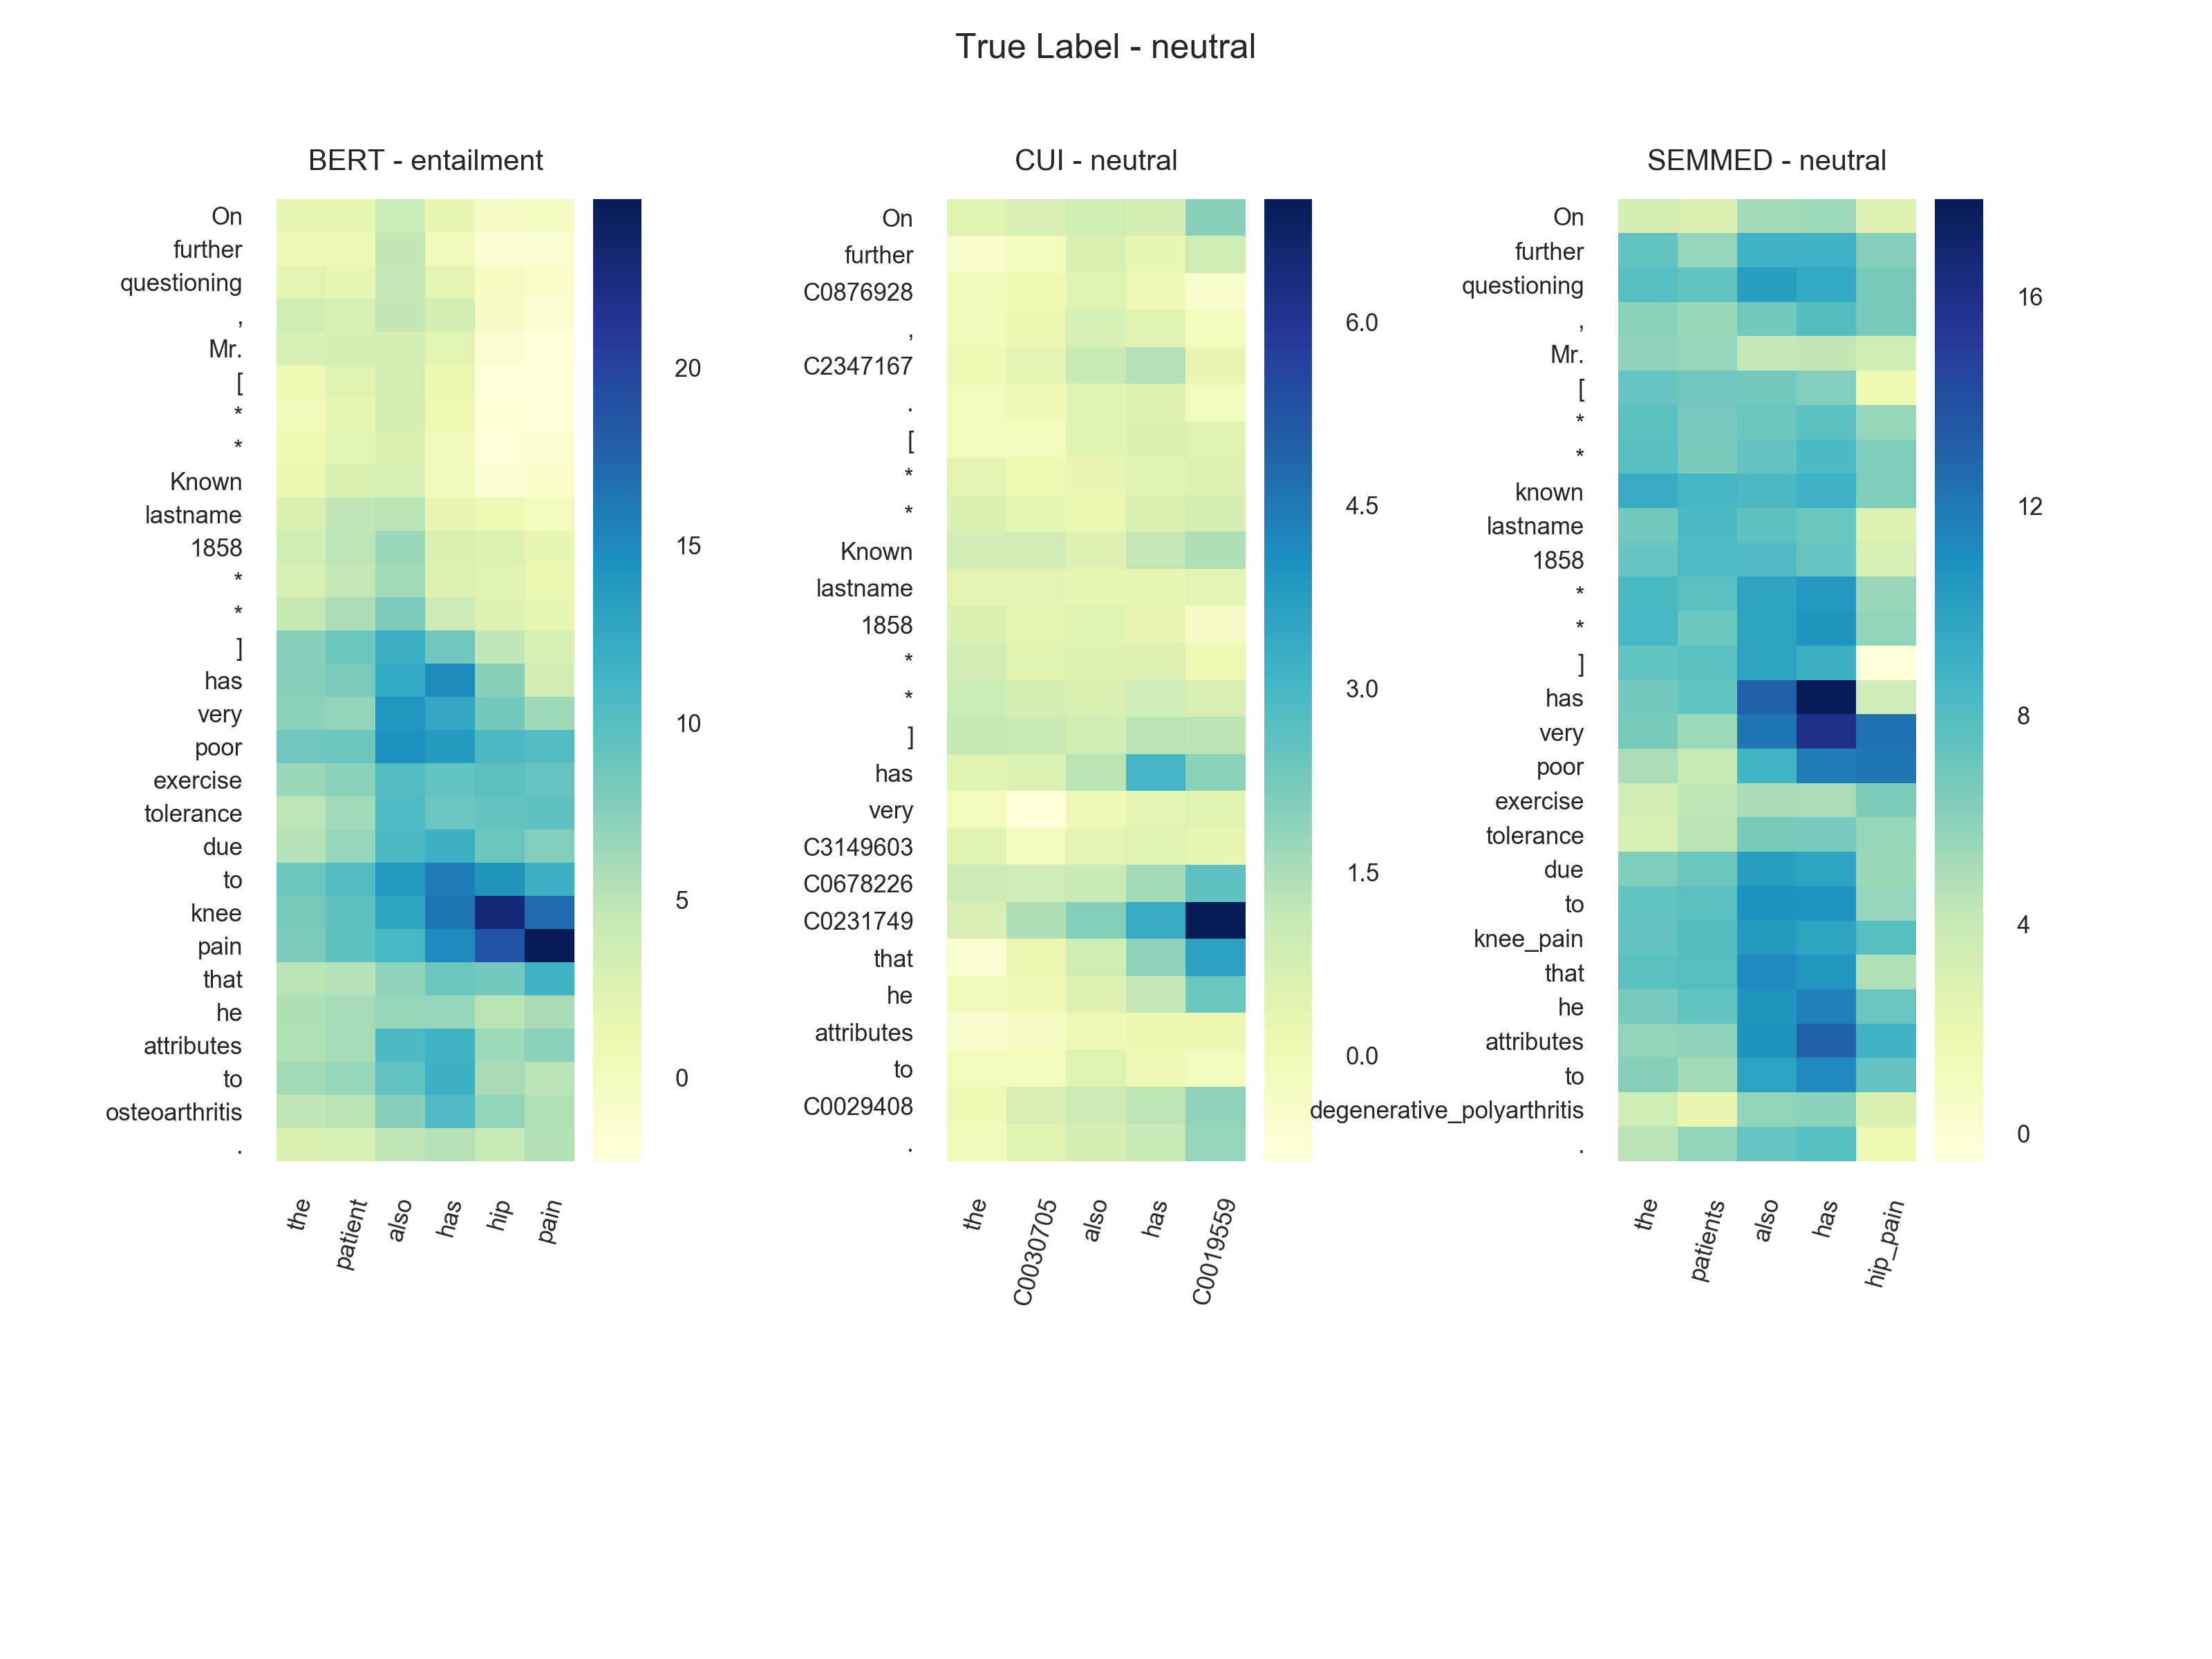 True Label - neutral
BERT - entailment
On
further
questioning
,
Mr.
[
*
*
Known
lastname
1858
*
*
]
has
very
poor
exercise
tolerance
due
to
knee
pain
that
he
attributes
to
osteoarthritis
.
the
patient
also
has
hip
pain
20
15
10
5
0
CUI - neutral
On
further
C0876928
,
C2347167
.
[
*
*
Known
lastname
1858
*
*
]
has
very
C3149603
C0678226
C0231749
that
he
attributes
to
C0029408
.
the
C0030705
also
has
C0019559
6.0
4.5
3.0
1.5
0.0
SEMMED - neutral
On
further
questioning
,
Mr.
[
*
*
known
lastname
1858
*
*
]
has
very
poor
exercise
tolerance
due
to
knee_pain
that
he
attributes
to
degenerative_polyarthritis
.
the
patients
also
has
hip_pain
16
12
8
4
0